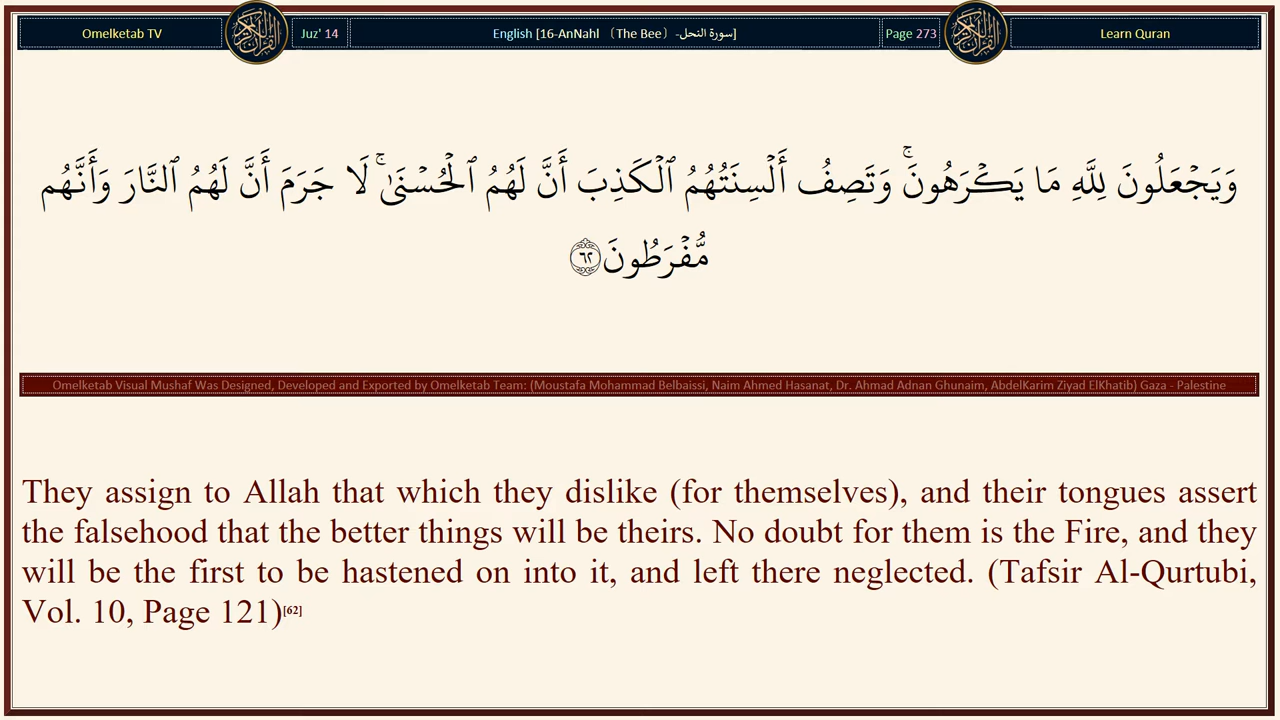 Omelketab TV
Juz' 14
English [16-AnNahl (The Bee) -سورة النحل]
Page 273
Learn Quran
وَيَجْعَلُونَ لِلَّهِ مَا يَكْرَهُونَۚ وَتَصِفُ أَلْسِنَتُهُمُ ٱلْكَذِبَ أَنَّ لَهُمُ ٱلْحُسْنَىٰۚ لَا جَرَمَ أَنَّ لَهُمُ ٱلنَّارَ وَأَنَّهُم
مُّفْرَطُونَ ٦٢
Omelketab Visual Mushaf Was Designed, Developed and Exported by Omelketab Team: (Moustafa Mohammad Belbaissi, Naim Ahmed Hasanat, Dr. Ahmad Adnan Ghunaim, AbdelKarim Ziyad ElKhatib) Gaza - Palestine
They assign to Allah that which they dislike (for themselves), and their tongues assert
the falsehood that the better things will be theirs. No doubt for them is the Fire, and they
will be the first to be hastened on into it, and left there neglected. (Tafsir Al-Qurtubi,
Vol. 10, Page 121)[62]